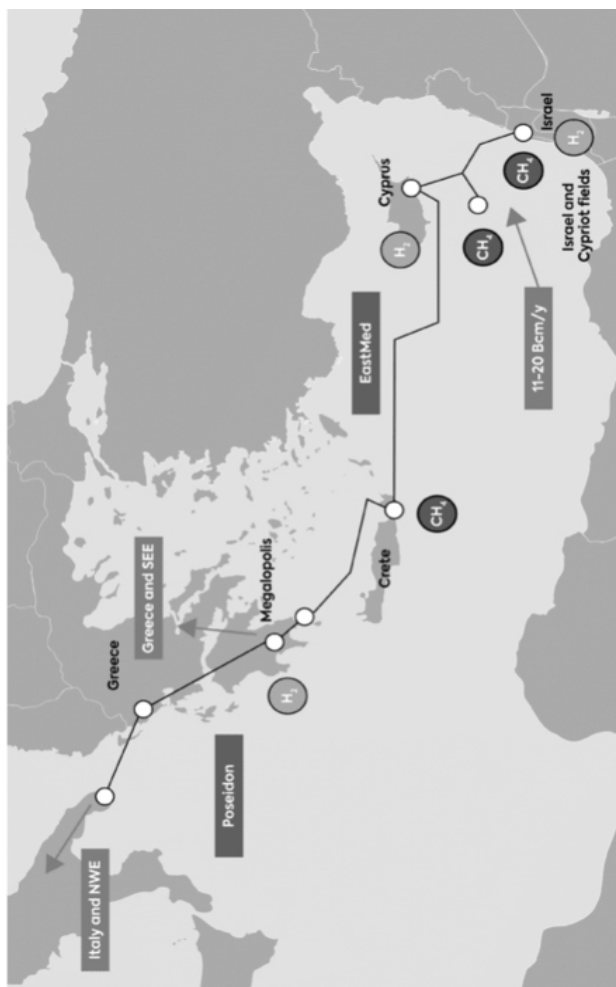 Italy and NWE
Greece
Greece and SEE
Poseidon
Megalopolis
H₂
Crete
CH₄
EastMed
Cyprus
H₂
CH₄
CH₄
Israel
H₂
Israel and
Cypriot fields
11–20 Bcm/y